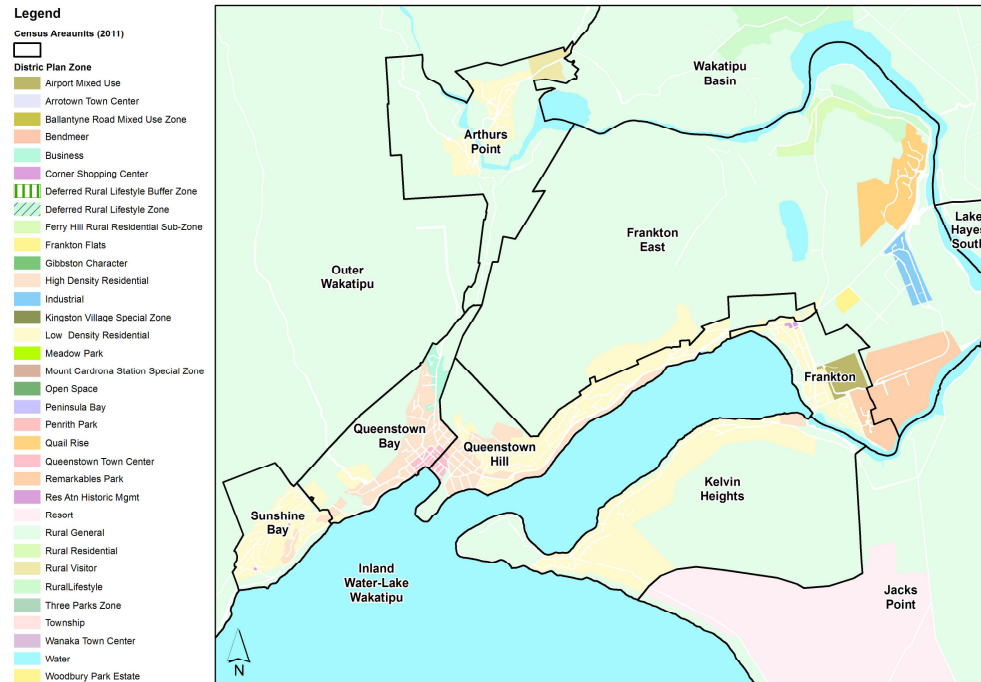 Legend
Census Areaunits (2011)
Distric Plan Zone
Airport Mixed Use
Arrotown Town Center
Ballantyne Road Mixed Use Zone
Bendmeer
Business
Corner Shopping Center
Deferred Rural Lifestyle Buffer Zone
Deferred Rural Lifestyle Zone
Ferry Hill Rural Residential Sub-Zone
Frankton Flats
Gibbston Character
High Density Residential
Industrial
Kingston Village Special Zone
Low Density Residential
Meadow Park
Mount Cardrona Station Special Zone
Open Space
Peninsula Bay
Penrith Park
Quail Rise
Queenstown Town Center
Remarkables Park
Res Atn Historic Mgmt
Resort
Rural General
Rural Residential
Rural Visitor
RuralLifestyle
Three Parks Zone
Township
Wanaka Town Center
Water
Woodbury Park Estate
Wakatipu
Basin
Arthurs
Point
Lake
Hayes
South
Frankton
East
Outer
Wakatipu
Frankton
Queenstown
Bay
Queenstown
Hill
Kelvin
Heights
Sunshine
Bay
Inland
Water-Lake
Wakatipu
Jacks
Point
N